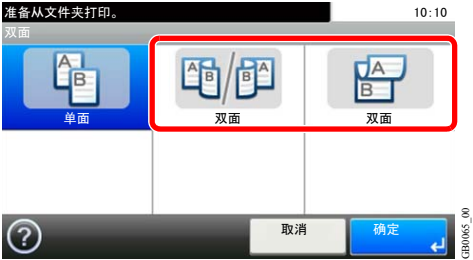 准备从文件夹打印。 10:10
双面
A B A B B A A B
单面 双面 双面
? 取消 确定
GB0065_00